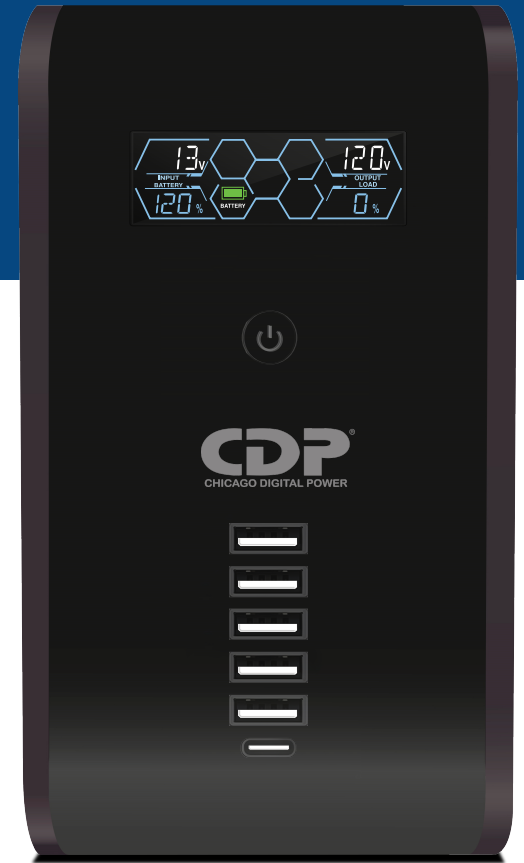 13v
120v
INPUT
BATTERY
OUTPUT
LOAD
120 %
BATTERY
0 %
CDP®
CHICAGO DIGITAL POWER